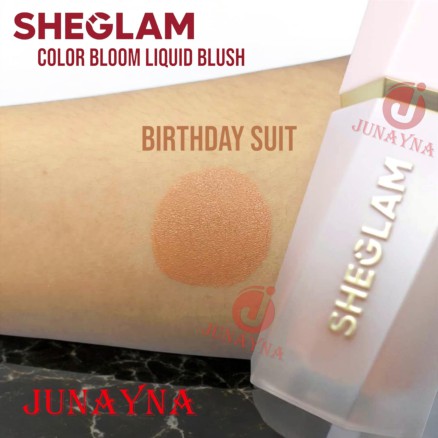 SHEGLAM
COLOR BLOOM LIQUID BLUSH
BIRTHDAY SUIT
JUNAYNA
SHEGLAM
JUNAYNA
JUNAYNA